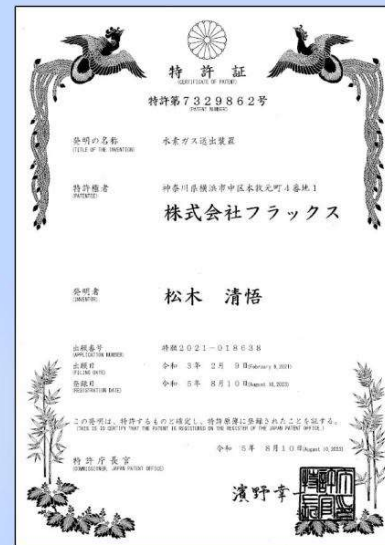 特許証
(CERTIFICATE OF PATENT)
特許第7329862号
(PATENT NUMBER)
発明の名称
(TITLE OF THE INVENTION)
水素ガス送出装置
特許権者
(PATENTEE)
神奈川県横浜市中区本牧元町4番地1
株式会社フラックス
発明者
(INVENTOR)
松木 清悟
出願番号
(APPLICATION NUMBER)
特願2021-018638
出願日
(FILING DATE)
令和 3年 2月 9日(February 9,2021)
登録日
(REGISTRATION DATE)
令和 5年 8月10日(August 10,2023)
この発明は、特許するものと確定し、特許原簿に登録されたことを証する。
(THIS IS TO CERTIFY THAT THE PATENT IS REGISTERED ON THE REGISTER OF THE JAPAN PATENT OFFICE.)
令和 5年 8月10日(August 10,2023)
特許庁長官
(COMMISSIONER, JAPAN PATENT OFFICE)
濱野幸一